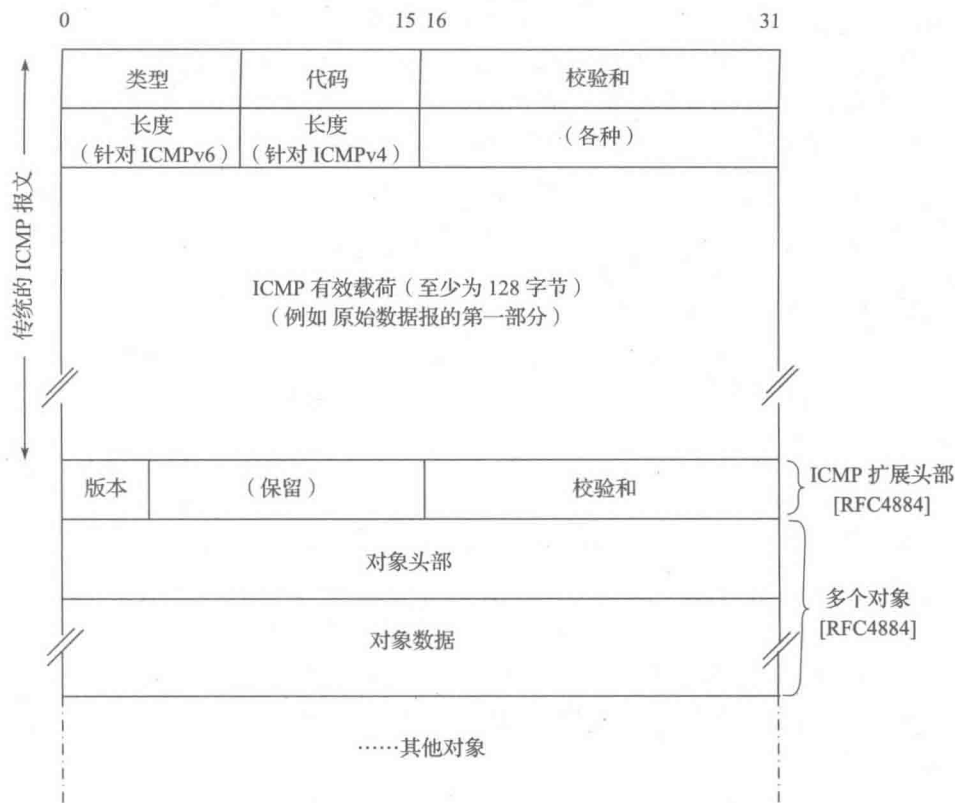 0
15 16
31
类型
代码
校验和
长度
（针对 ICMPv6）
长度
（针对 ICMPv4）
（各种）
传统的 ICMP 报文
ICMP 有效载荷（至少为 128 字节）
（例如 原始数据报的第一部分）
版本
（保留）
校验和
ICMP 扩展头部
[RFC4884]
对象头部
多个对象
[RFC4884]
对象数据
……其他对象